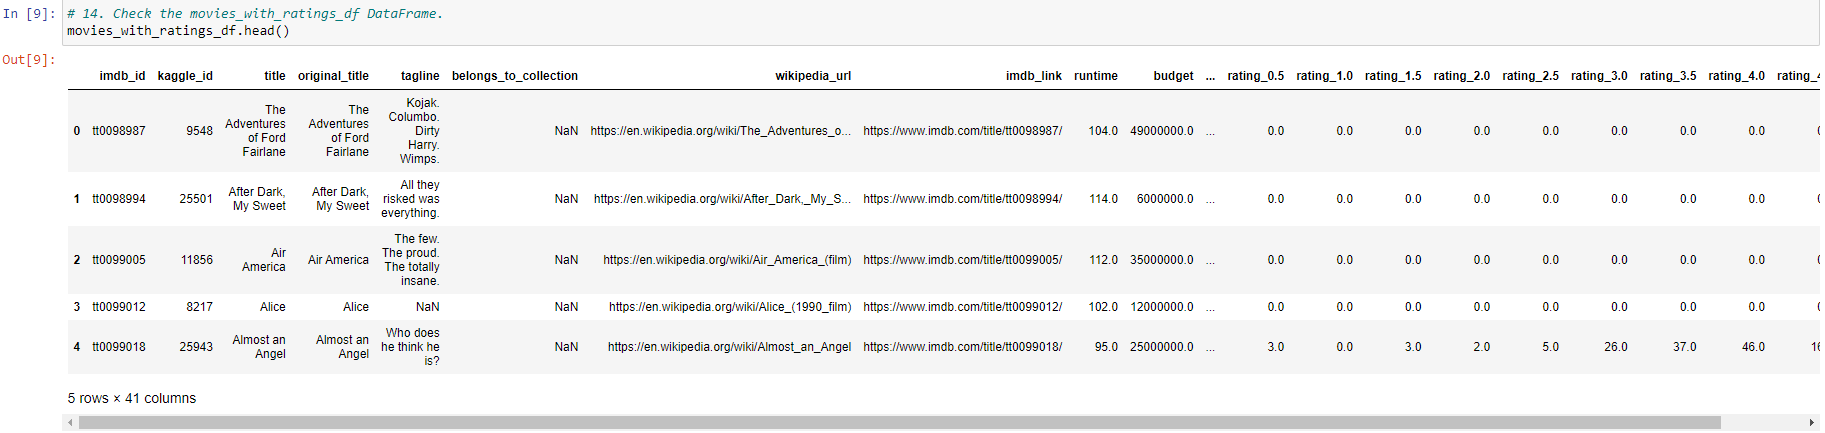 In [9]: # 14. Check the movies_with_ratings_df DataFrame.
movies_with_ratings_df.head()
Out[9]:
imdb_id kaggle_id title original_title tagline belongs_to_collection wikipedia_url imdb_link runtime budget ... rating_0.5 rating_1.0 rating_1.5 rating_2.0 rating_2.5 rating_3.0 rating_3.5 rating_4.0 rating_4
0 tt0098987 9548 The Adventures of Ford Fairlane The Adventures of Ford Fairlane Kojak. Columbo. Dirty Harry. Wimps. NaN https://en.wikipedia.org/wiki/The_Adventures_o... https://www.imdb.com/title/tt0098987/ 104.0 49000000.0 ... 0.0 0.0 0.0 0.0 0.0 0.0 0.0 0.0
1 tt0098994 25501 After Dark, My Sweet After Dark, My Sweet All they risked was everything. NaN https://en.wikipedia.org/wiki/After_Dark,_My_S... https://www.imdb.com/title/tt0098994/ 114.0 6000000.0 ... 0.0 0.0 0.0 0.0 0.0 0.0 0.0 0.0
2 tt0099005 11856 Air America Air America The few. The proud. The totally insane. NaN https://en.wikipedia.org/wiki/Air_America_(film) https://www.imdb.com/title/tt0099005/ 112.0 35000000.0 ... 0.0 0.0 0.0 0.0 0.0 0.0 0.0 0.0
3 tt0099012 8217 Alice Alice NaN NaN https://en.wikipedia.org/wiki/Alice_(1990_film) https://www.imdb.com/title/tt0099012/ 102.0 12000000.0 ... 0.0 0.0 0.0 0.0 0.0 0.0 0.0 0.0
4 tt0099018 25943 Almost an Angel Almost an Angel Who does he think he is? NaN https://en.wikipedia.org/wiki/Almost_an_Angel https://www.imdb.com/title/tt0099018/ 95.0 25000000.0 ... 3.0 0.0 3.0 2.0 5.0 26.0 37.0 46.0
5 rows × 41 columns